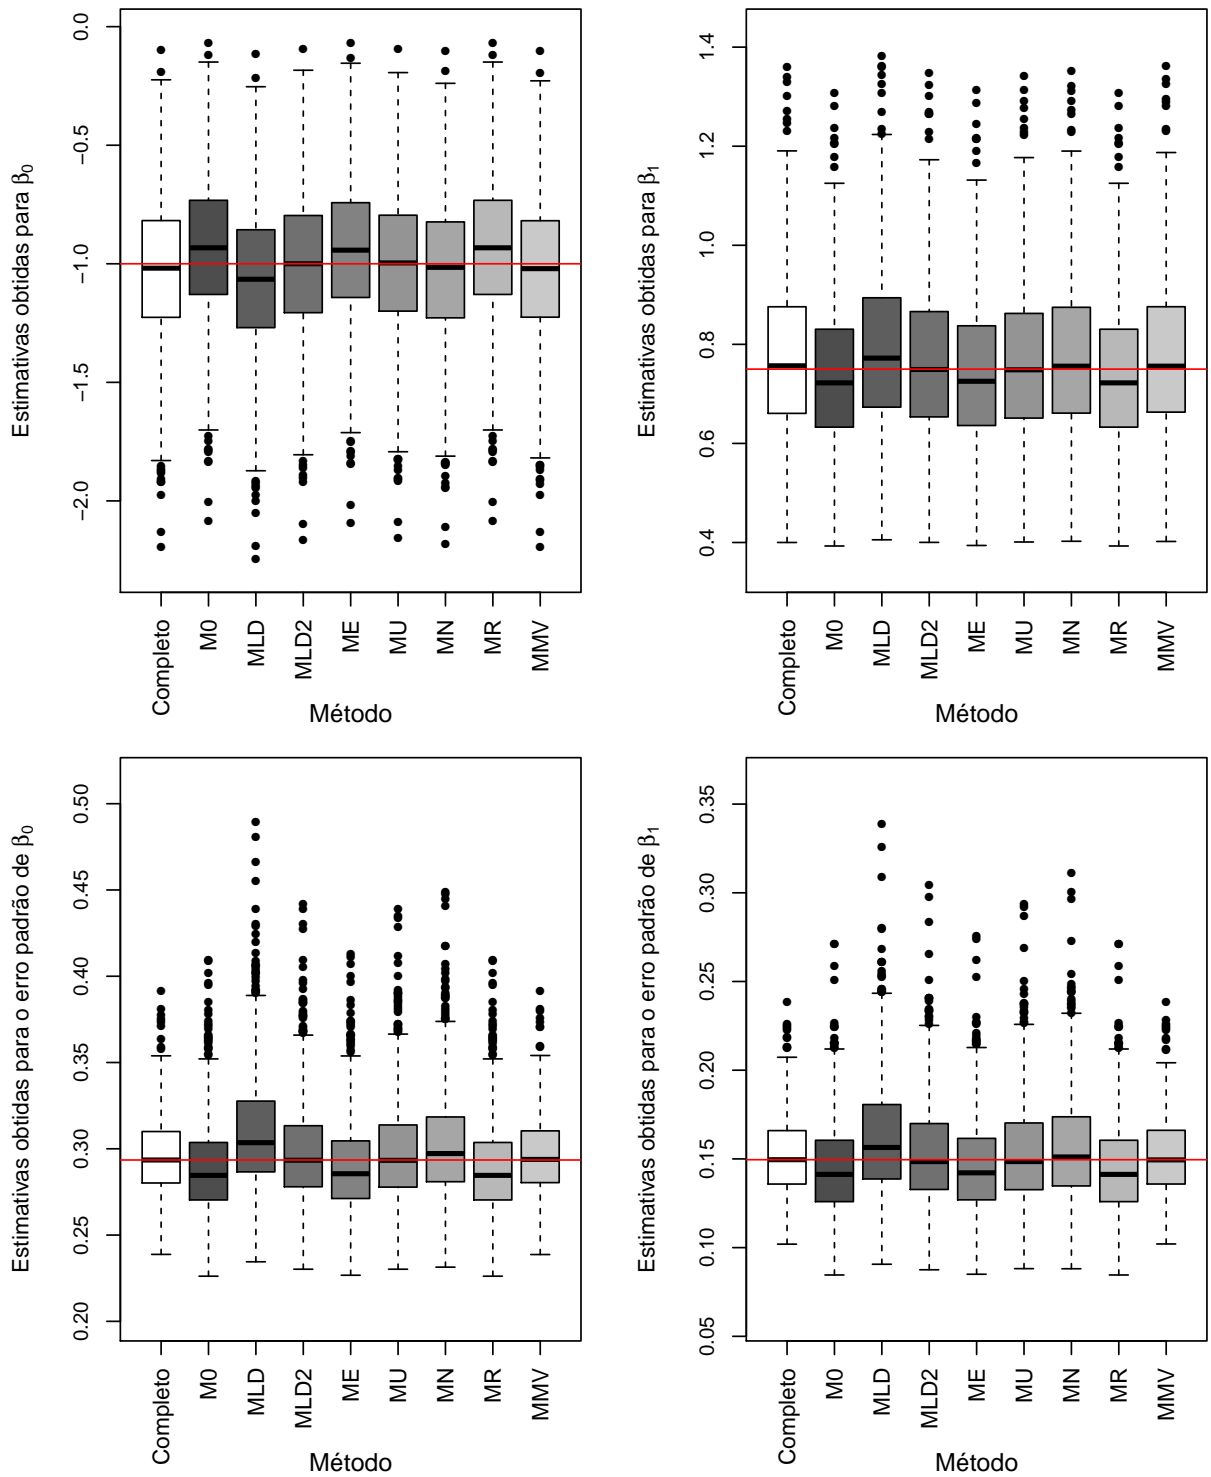 Estimativas obtidas para β0
0.0
−0.5
−1.0
−1.5
−2.0
Completo
M0
MLD
MLD2
ME
MU
MN
MR
MMV
Método
Estimativas obtidas para β1
1.4
1.2
1.0
0.8
0.6
0.4
Completo
M0
MLD
MLD2
ME
MU
MN
MR
MMV
Método
Estimativas obtidas para o erro padrão de β0
0.50
0.45
0.40
0.35
0.30
0.25
0.20
Completo
M0
MLD
MLD2
ME
MU
MN
MR
MMV
Método
Estimativas obtidas para o erro padrão de β1
0.35
0.30
0.25
0.20
0.15
0.10
0.05
Completo
M0
MLD
MLD2
ME
MU
MN
MR
MMV
Método